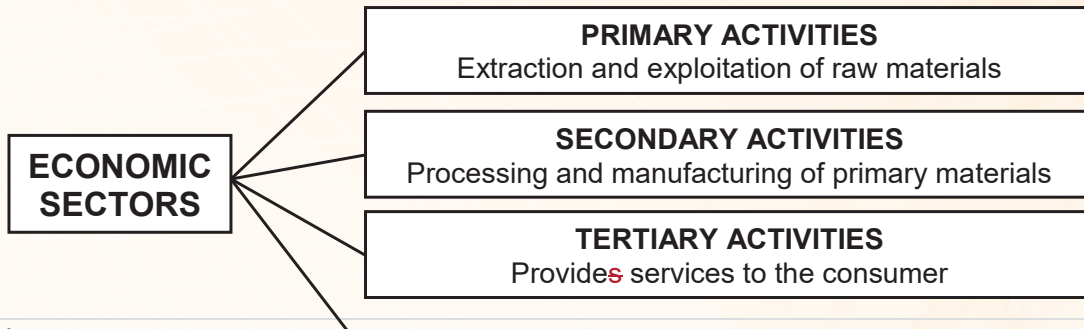 PRIMARY ACTIVITIES
Extraction and exploitation of raw materials
SECONDARY ACTIVITIES
Processing and manufacturing of primary materials
ECONOMIC
SECTORS
TERTIARY ACTIVITIES
Provides services to the consumer